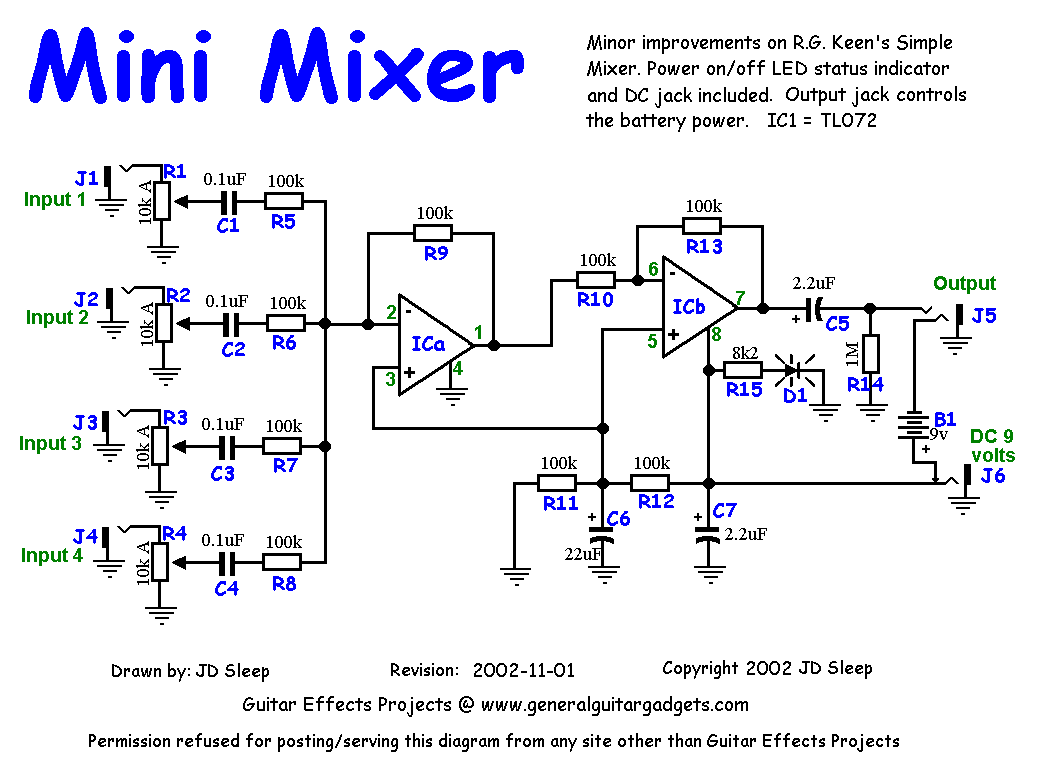 Mini Mixer
Minor improvements on R.G. Keen's Simple
Mixer. Power on/off LED status indicator
and DC jack included. Output jack controls
the battery power. IC1 = TL072
J1
Input 1
R1
10k A
0.1uF
C1
100k
R5
J2
Input 2
R2
10k A
0.1uF
C2
100k
R6
J3
Input 3
R3
10k A
0.1uF
C3
100k
R7
J4
Input 4
R4
10k A
0.1uF
C4
100k
R8
100k
R9
2
-
ICa
1
3
+
4
100k
R10
100k
R13
6
-
ICb
7
5
+
8
2.2uF
+
C5
Output
J5
8k2
R15
D1
1M
R14
B1
9v
+
DC 9
volts
J6
100k
R11
100k
R12
+
C6
22uF
+
C7
2.2uF
Drawn by: JD Sleep
Revision: 2002-11-01
Copyright 2002 JD Sleep
Guitar Effects Projects @ www.generalguitargadgets.com
Permission refused for posting/serving this diagram from any site other than Guitar Effects Projects